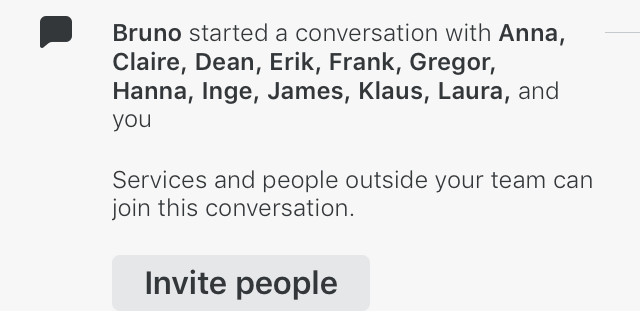 Bruno started a conversation with Anna,
Claire, Dean, Erik, Frank, Gregor,
Hanna, Inge, James, Klaus, Laura, and
you
Services and people outside your team can
join this conversation.
Invite people